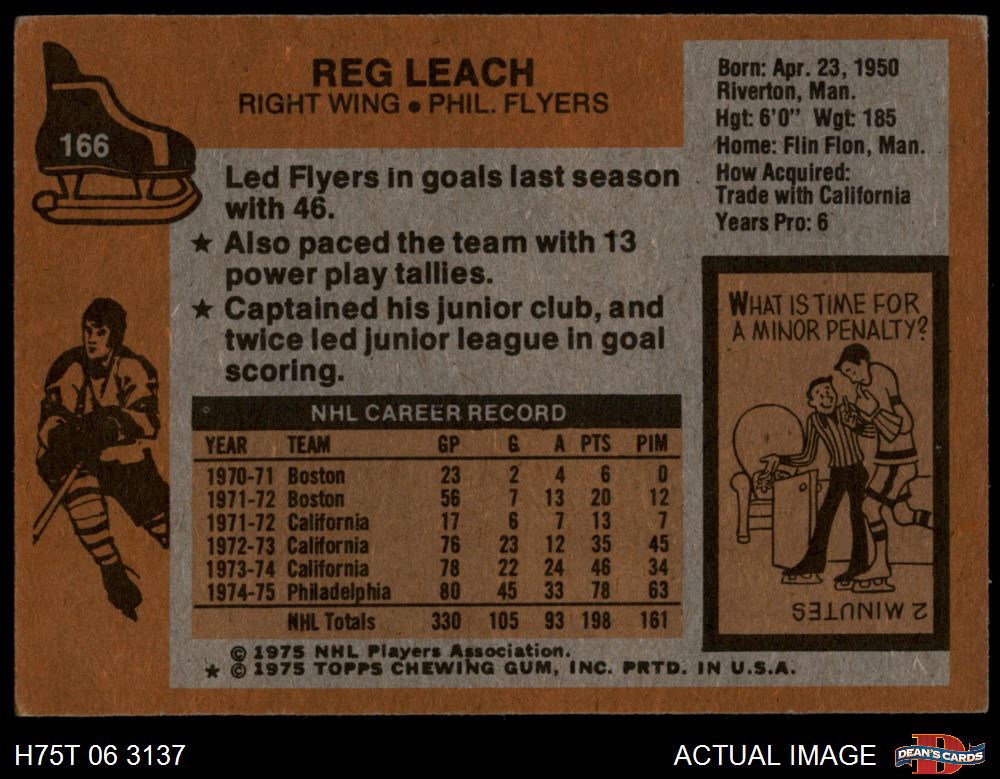 166
REG LEACH
RIGHT WING • PHIL. FLYERS
Born: Apr. 23, 1950
Riverton, Man.
Hgt: 6'0" Wgt: 185
Home: Flin Flon, Man.
How Acquired:
Trade with California
Years Pro: 6
Led Flyers in goals last season
with 46.
★ Also paced the team with 13
power play tallies.
★ Captained his junior club, and
twice led junior league in goal
scoring.
NHL CAREER RECORD
YEAR TEAM GP G A PTS PIM
1970-71 Boston 23 2 4 6 0
1971-72 Boston 56 7 13 20 12
1971-72 California 17 6 7 13 7
1972-73 California 76 23 12 35 45
1973-74 California 78 22 24 46 34
1974-75 Philadelphia 80 45 33 78 63
NHL Totals 330 105 93 198 161
© 1975 NHL Players Association.
★ © 1975 TOPPS CHEWING GUM, INC. PRTD. IN U.S.A.
WHAT IS TIME FOR
A MINOR PENALTY?
2 MINUTES
H75T 06 3137
ACTUAL IMAGE
D
DEAN'S CARDS